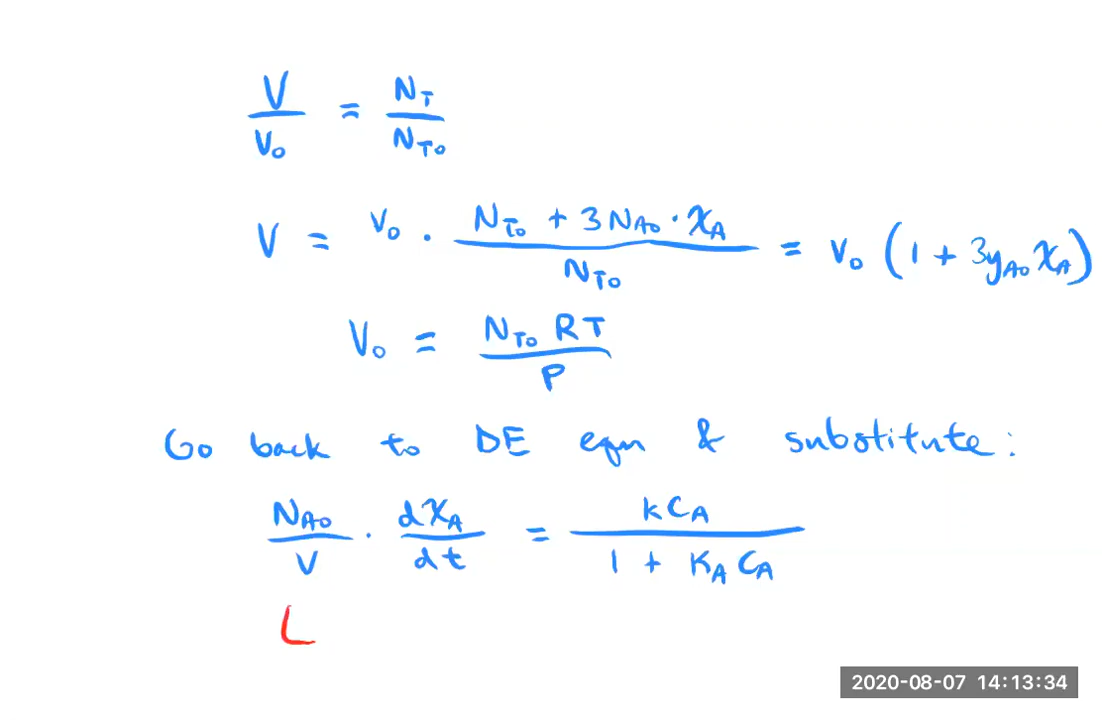 V/V₀ = N_T/N_T₀
V = V₀ · (N_T₀ + 3N_A₀ · X_A)/N_T₀ = V₀ (1 + 3y_A₀ X_A)
V₀ = N_T₀ RT/P
Go back to DE eqn & substitute:
N_A₀/V · dX_A/dt = kC_A/(1 + K_A C_A)
L
2020-08-07 14:13:34